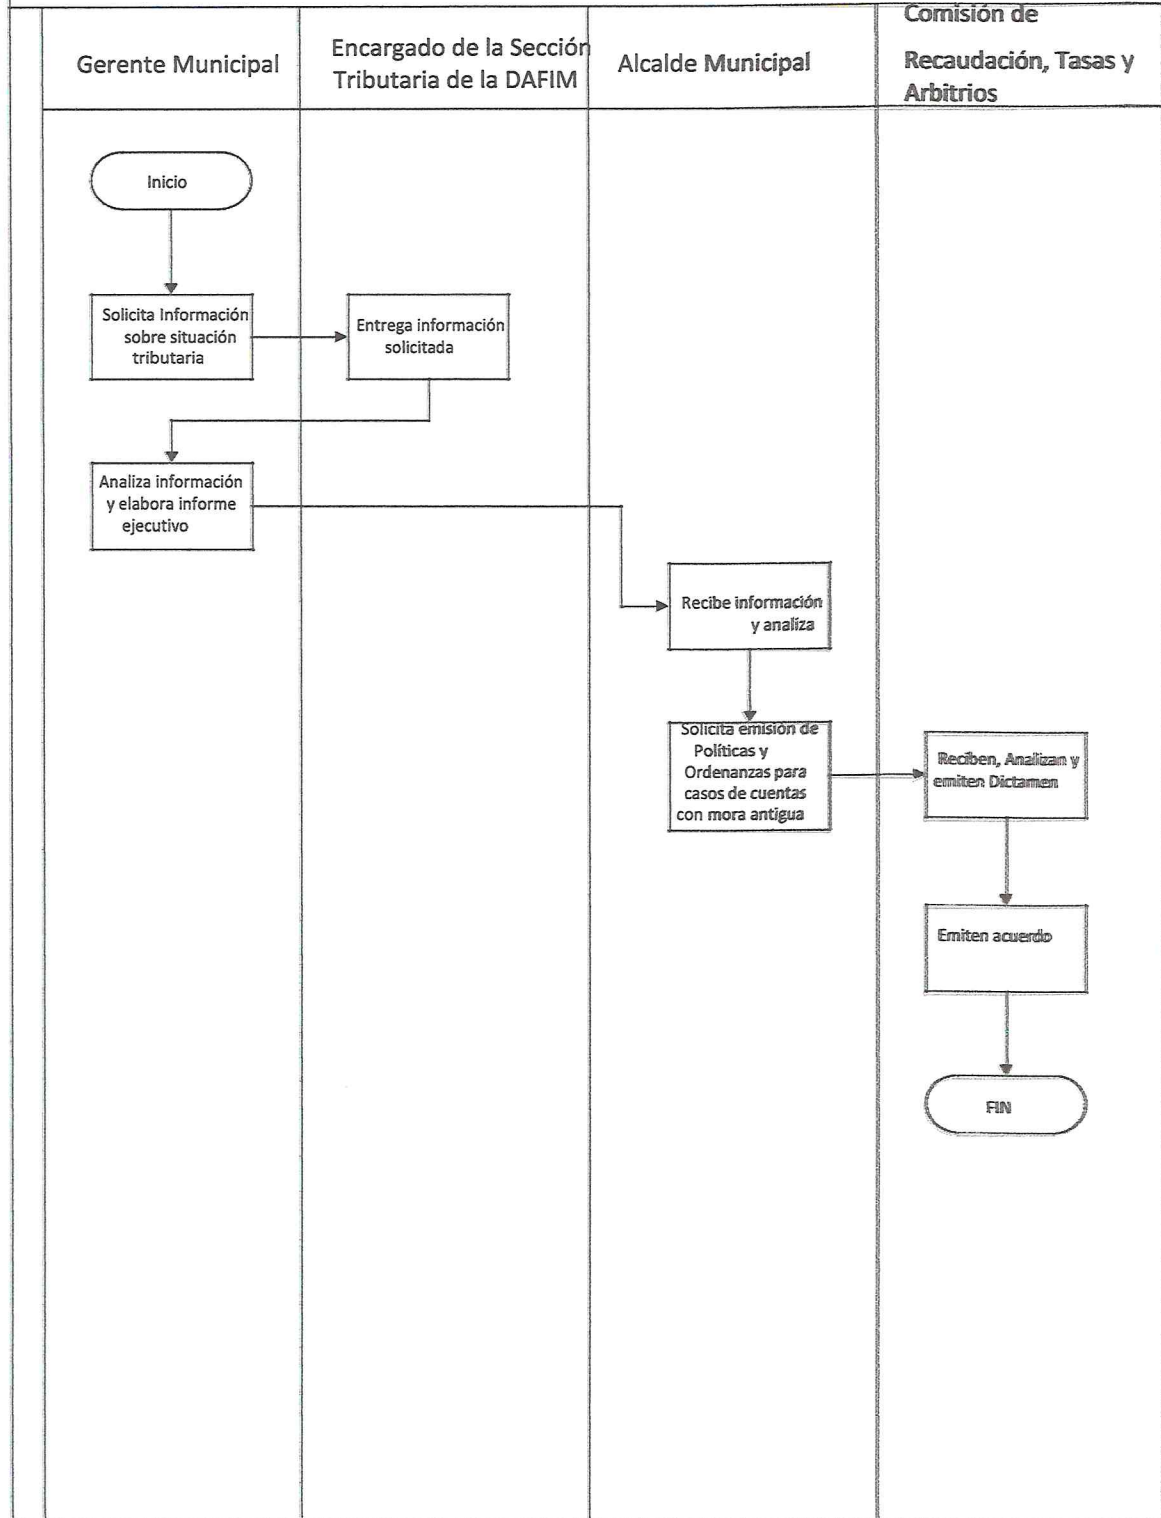 Gerente Municipal
Encargado de la Sección
Tributaria de la DAFIM
Alcalde Municipal
Comisión de
Recaudación, Tasas y
Arbitrios
Inicio
Solicita Información
sobre situación
tributaria
Entrega información
solicitada
Analiza información
y elabora informe
ejecutivo
Recibe información
y analiza
Solicita emisión de
Políticas y
Ordenanzas para
casos de cuentas
con mora antigua
Reciben, Analizan y
emiten Dictamen
Emiten acuerdo
FIN